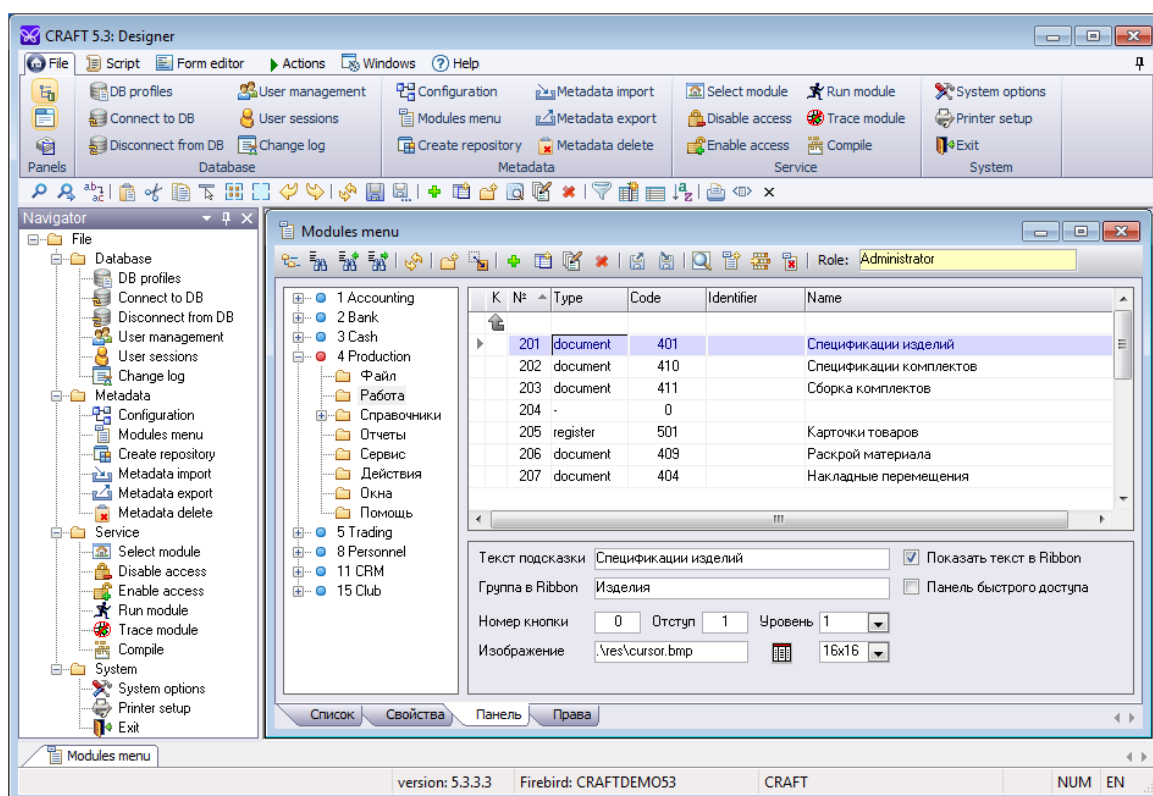 CRAFT 5.3: Designer
File Script Form editor Actions Windows Help
DB profiles User management Configuration Metadata import Select module Run module System options
Connect to DB User sessions Modules menu Metadata export Disable access Trace module Printer setup
Disconnect from DB Change log Create repository Metadata delete Enable access Compile Exit
Panels Database Metadata Service System
Navigator
File
Database
DB profiles
Connect to DB
Disconnect from DB
User management
User sessions
Change log
Metadata
Configuration
Modules menu
Create repository
Metadata import
Metadata export
Metadata delete
Service
Select module
Disable access
Enable access
Run module
Trace module
Compile
System
System options
Printer setup
Exit
Modules menu
Role: Administrator
1 Accounting
2 Bank
3 Cash
4 Production
Файл
Работа
Справочники
Отчеты
Сервис
Действия
Окна
Помощь
5 Trading
8 Personnel
11 CRM
15 Club
K № Type Code Identifier Name
201 document 401 Спецификации изделий
202 document 410 Спецификации комплектов
203 document 411 Сборка комплектов
204 - 0
205 register 501 Карточки товаров
206 document 409 Раскрой материала
207 document 404 Накладные перемещения
Текст подсказки Спецификации изделий Показать текст в Ribbon
Группа в Ribbon Изделия Панель быстрого доступа
Номер кнопки 0 Отступ 1 Уровень 1
Изображение .\res\cursor.bmp 16x16
Список Свойства Панель Права
Modules menu
version: 5.3.3.3 Firebird: CRAFTDEMO53 CRAFT NUM EN